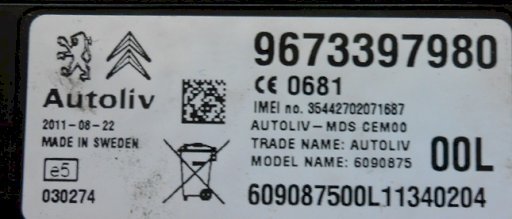 9673397980
CE 0681
Autoliv
IMEI no. 35442702071687
2011-08-22
AUTOLIV-MDS CEM00
MADE IN SWEDEN
TRADE NAME: AUTOLIV
MODEL NAME: 6090875
00L
e5
030274
609087500L11340204